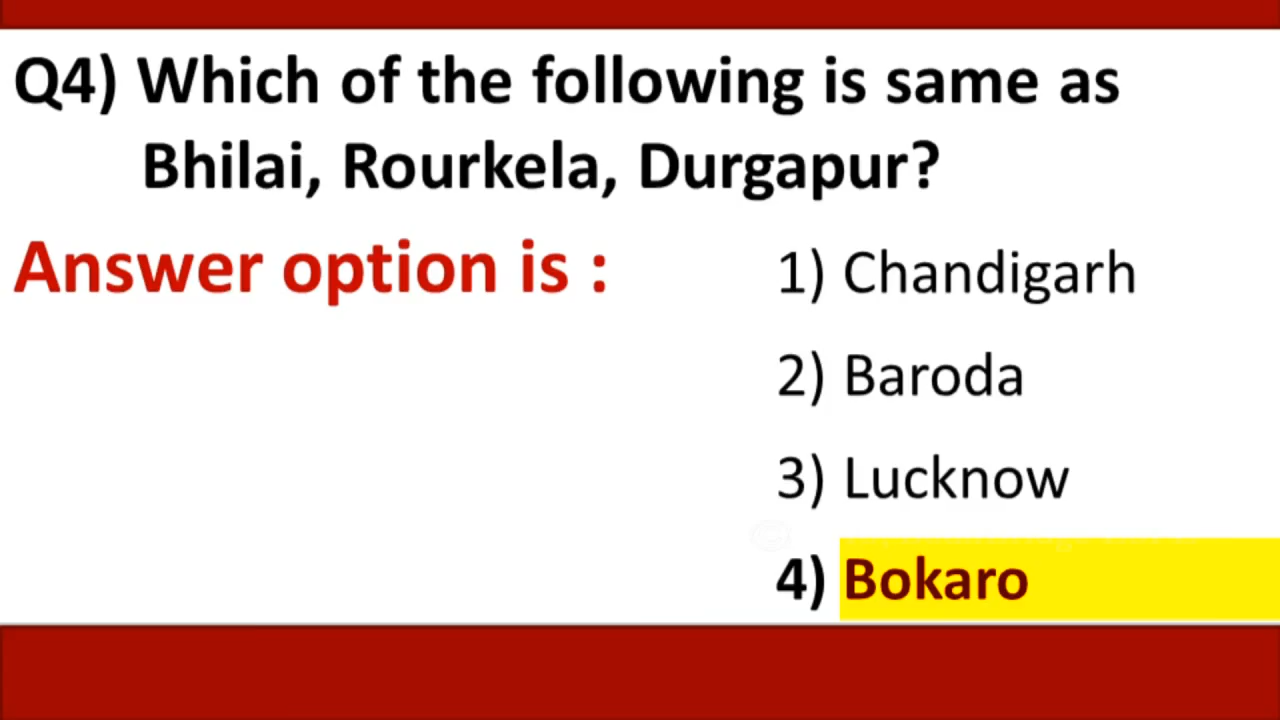 Q4) Which of the following is same as
Bhilai, Rourkela, Durgapur?
Answer option is :
1) Chandigarh
2) Baroda
3) Lucknow
4) Bokaro